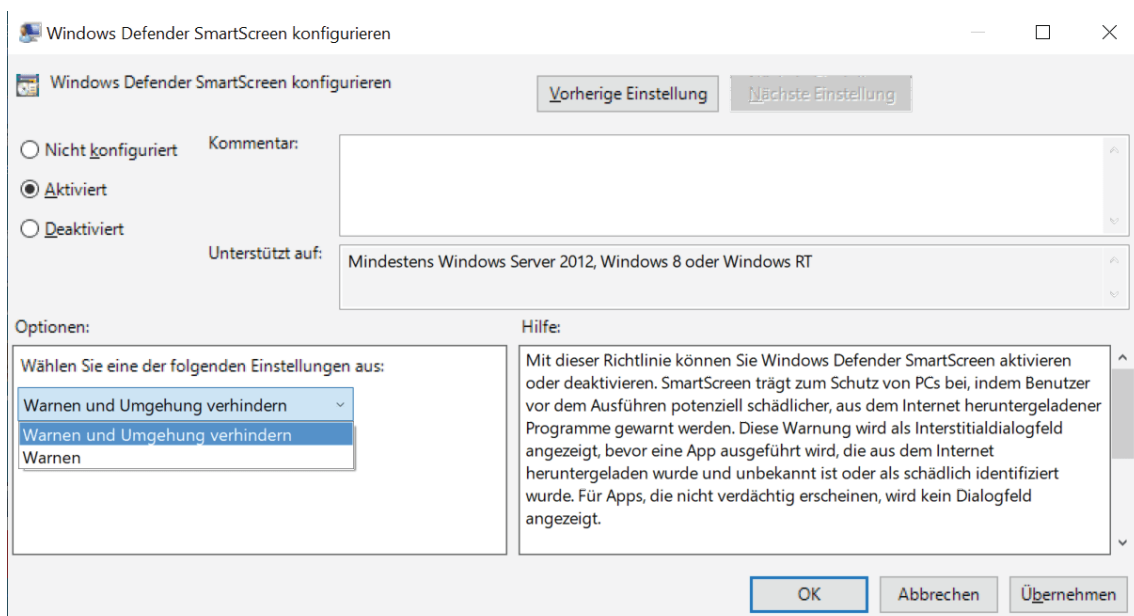 Windows Defender SmartScreen konfigurieren
Windows Defender SmartScreen konfigurieren
Vorherige Einstellung
Nächste Einstellung
Nicht konfiguriert
Kommentar:
Aktiviert
Deaktiviert
Unterstützt auf:
Mindestens Windows Server 2012, Windows 8 oder Windows RT
Optionen:
Hilfe:
Wählen Sie eine der folgenden Einstellungen aus:
Warnen und Umgehung verhindern
Warnen und Umgehung verhindern
Warnen
Mit dieser Richtlinie können Sie Windows Defender SmartScreen aktivieren
oder deaktivieren. SmartScreen trägt zum Schutz von PCs bei, indem Benutzer
vor dem Ausführen potenziell schädlicher, aus dem Internet heruntergeladener
Programme gewarnt werden. Diese Warnung wird als Interstitialdialogfeld
angezeigt, bevor eine App ausgeführt wird, die aus dem Internet
heruntergeladen wurde und unbekannt ist oder als schädlich identifiziert
wurde. Für Apps, die nicht verdächtig erscheinen, wird kein Dialogfeld
angezeigt.
OK
Abbrechen
Übernehmen